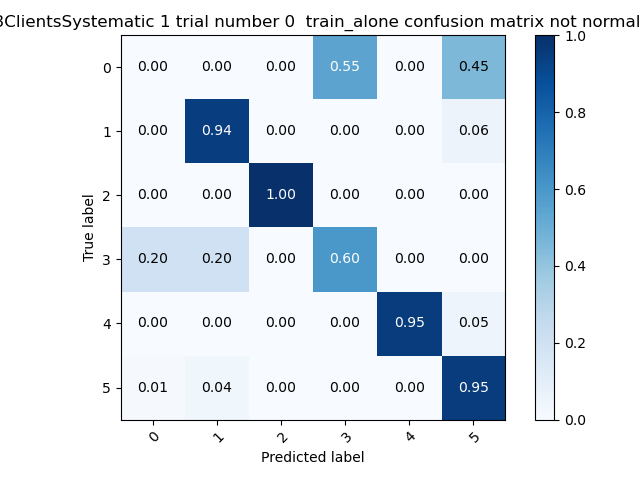 3ClientsSystematic 1 trial number 0 train_alone confusion matrix not normal
1.0
0 0.00 0.00 0.00 0.55 0.00 0.45
1 0.00 0.94 0.00 0.00 0.00 0.06
0.8
2 0.00 0.00 1.00 0.00 0.00 0.00
0.6
True label
3 0.20 0.20 0.00 0.60 0.00 0.00
0.4
4 0.00 0.00 0.00 0.00 0.95 0.05
0.2
5 0.01 0.04 0.00 0.00 0.00 0.95
0.0
0 1 2 3 4 5
Predicted label